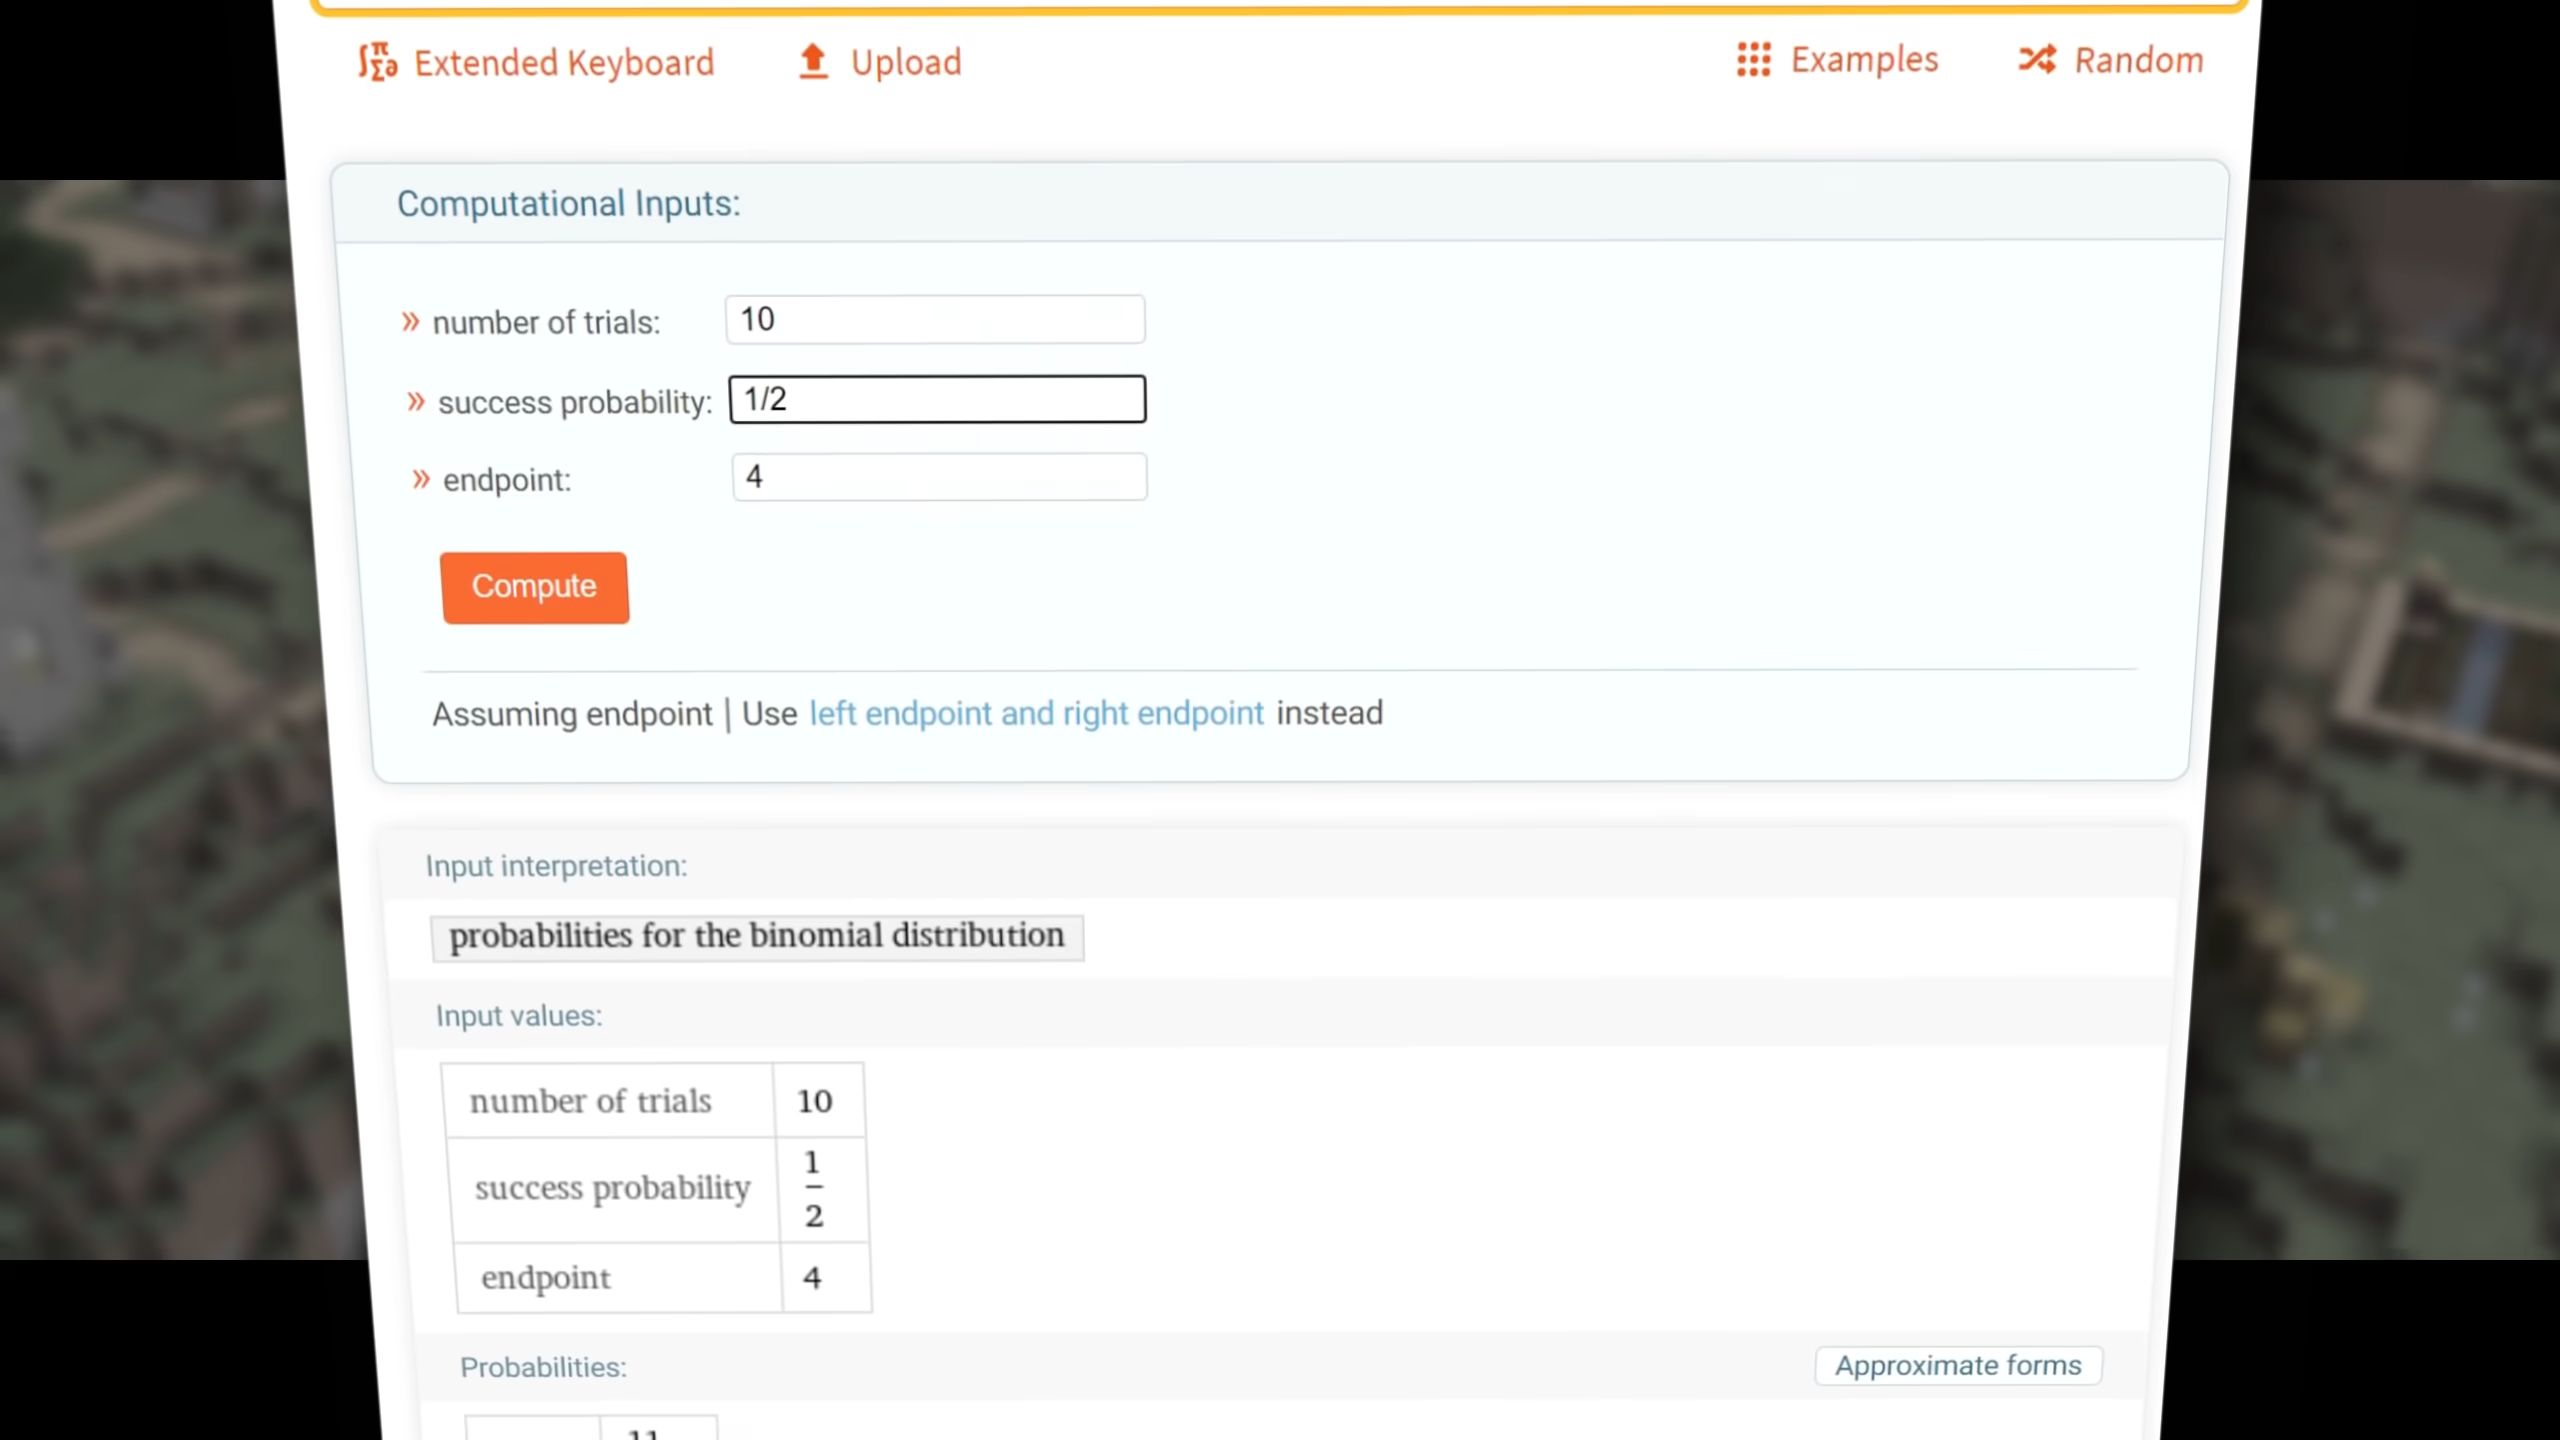 Extended Keyboard Upload Examples Random
Computational Inputs:
» number of trials: 10
» success probability: 1/2
» endpoint: 4
Compute
Assuming endpoint | Use left endpoint and right endpoint instead
Input interpretation:
probabilities for the binomial distribution
Input values:
number of trials 10
success probability 1/2
endpoint 4
Probabilities: Approximate forms